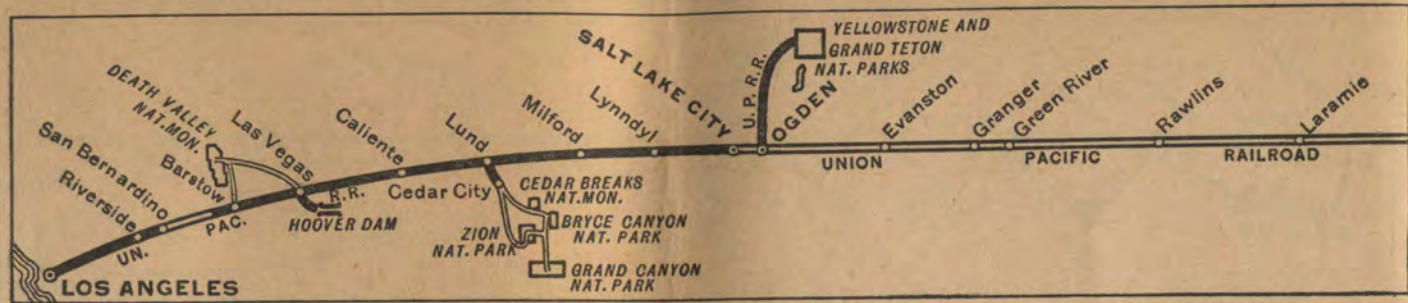 YELLOWSTONE AND
GRAND TETON
NAT. PARKS
SALT LAKE CITY
U. P. R. R.
OGDEN
DEATH VALLEY
NAT. MON.
Las Vegas
Caliente
Lund
Milford
Lynndyl
Evanston
Granger
Green River
Rawlins
Laramie
San Bernardino
Riverside
Barstow
UN. PAC. R.R.
UNION PACIFIC RAILROAD
HOOVER DAM
Cedar City
CEDAR BREAKS
NAT. MON.
BRYCE CANYON
NAT. PARK
ZION
NAT. PARK
GRAND CANYON
NAT. PARK
LOS ANGELES